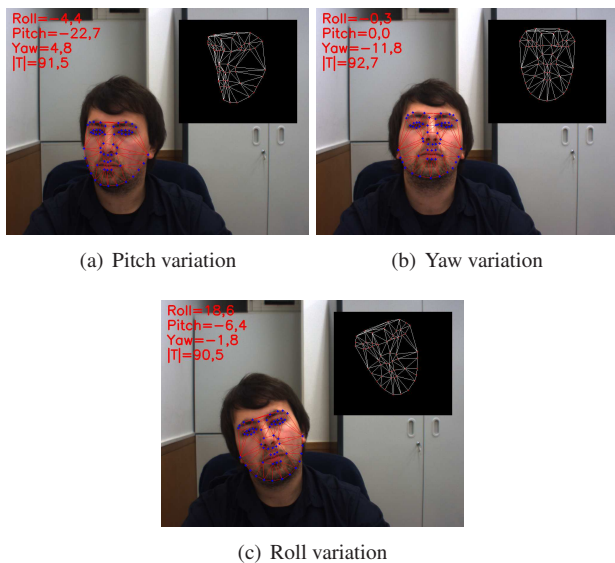 Roll=-4,4
Pitch=-22,7
Yaw=4,8
|T|=91,5
Roll=-0,3
Pitch=0,0
Yaw=-11,8
|T|=92,7
(a) Pitch variation
(b) Yaw variation
Roll=18,6
Pitch=-6,4
Yaw=-1,8
|T|=90,5
(c) Roll variation